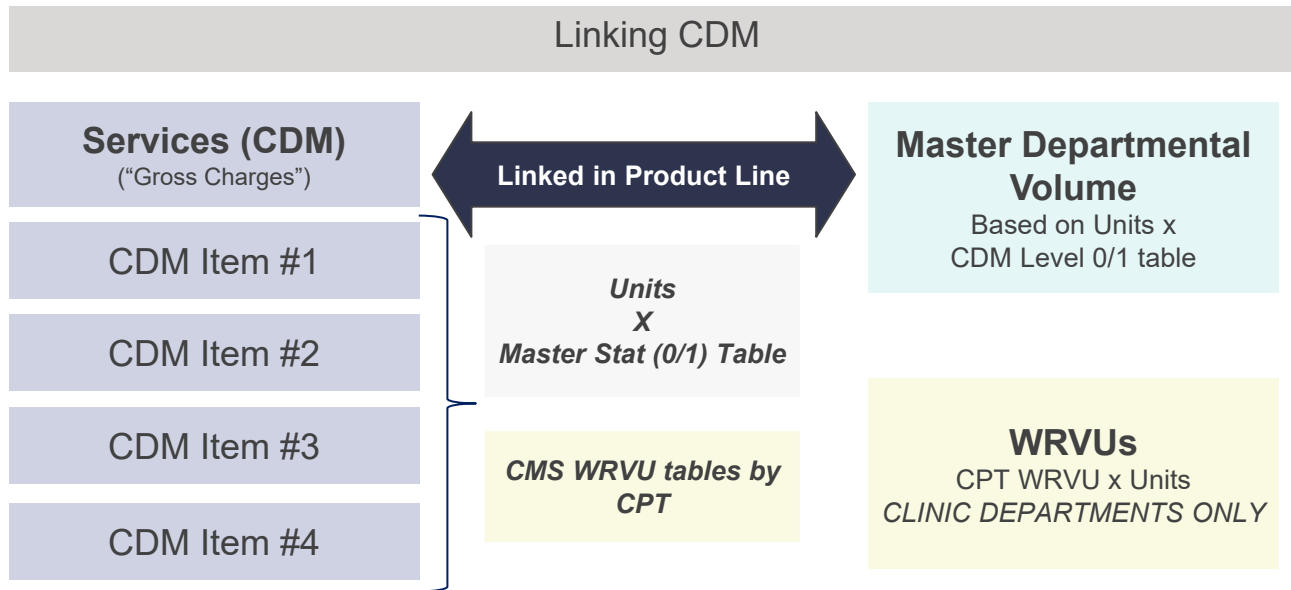 Linking CDM
Services (CDM)
(“Gross Charges”)
CDM Item #1
CDM Item #2
CDM Item #3
CDM Item #4
Linked in Product Line
Units
X
Master Stat (0/1) Table
CMS WRVU tables by
CPT
Master Departmental
Volume
Based on Units x
CDM Level 0/1 table
WRVUs
CPT WRVU x Units
CLINIC DEPARTMENTS ONLY